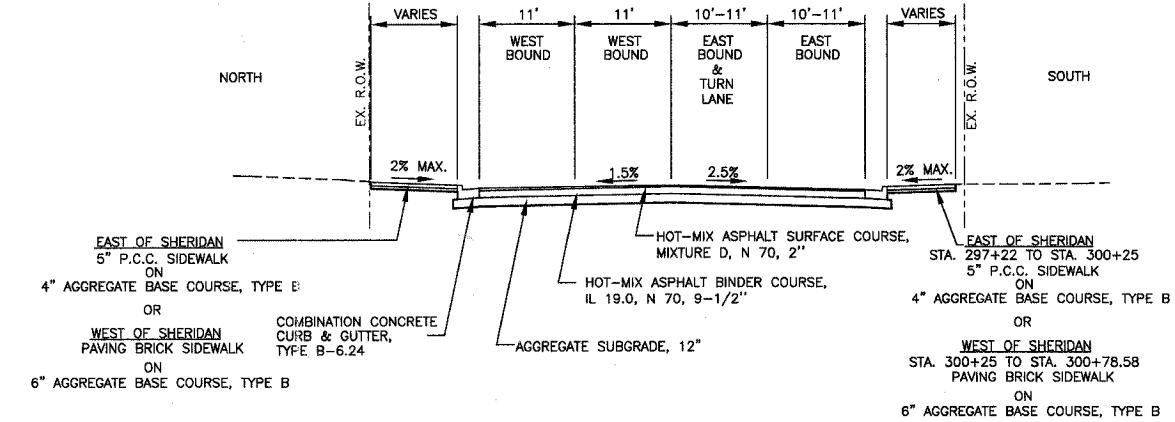 VARIES
11'
11'
10'-11'
10'-11'
VARIES
WEST
BOUND
WEST
BOUND
EAST
BOUND
&
TURN
LANE
EAST
BOUND
NORTH
SOUTH
EX. R.O.W.
EX. R.O.W.
2% MAX.
1.5%
2.5%
2% MAX.
EAST OF SHERIDAN
5" P.C.C. SIDEWALK
ON
4" AGGREGATE BASE COURSE, TYPE B
OR
WEST OF SHERIDAN
PAVING BRICK SIDEWALK
ON
6" AGGREGATE BASE COURSE, TYPE B
COMBINATION CONCRETE
CURB & GUTTER,
TYPE B-6.24
HOT-MIX ASPHALT SURFACE COURSE,
MIXTURE D, N 70, 2"
HOT-MIX ASPHALT BINDER COURSE,
IL 19.0, N 70, 9-1/2"
AGGREGATE SUBGRADE, 12"
EAST OF SHERIDAN
STA. 297+22 TO STA. 300+25
5" P.C.C. SIDEWALK
ON
4" AGGREGATE BASE COURSE, TYPE B
OR
WEST OF SHERIDAN
STA. 300+25 TO STA. 300+78.58
PAVING BRICK SIDEWALK
ON
6" AGGREGATE BASE COURSE, TYPE B